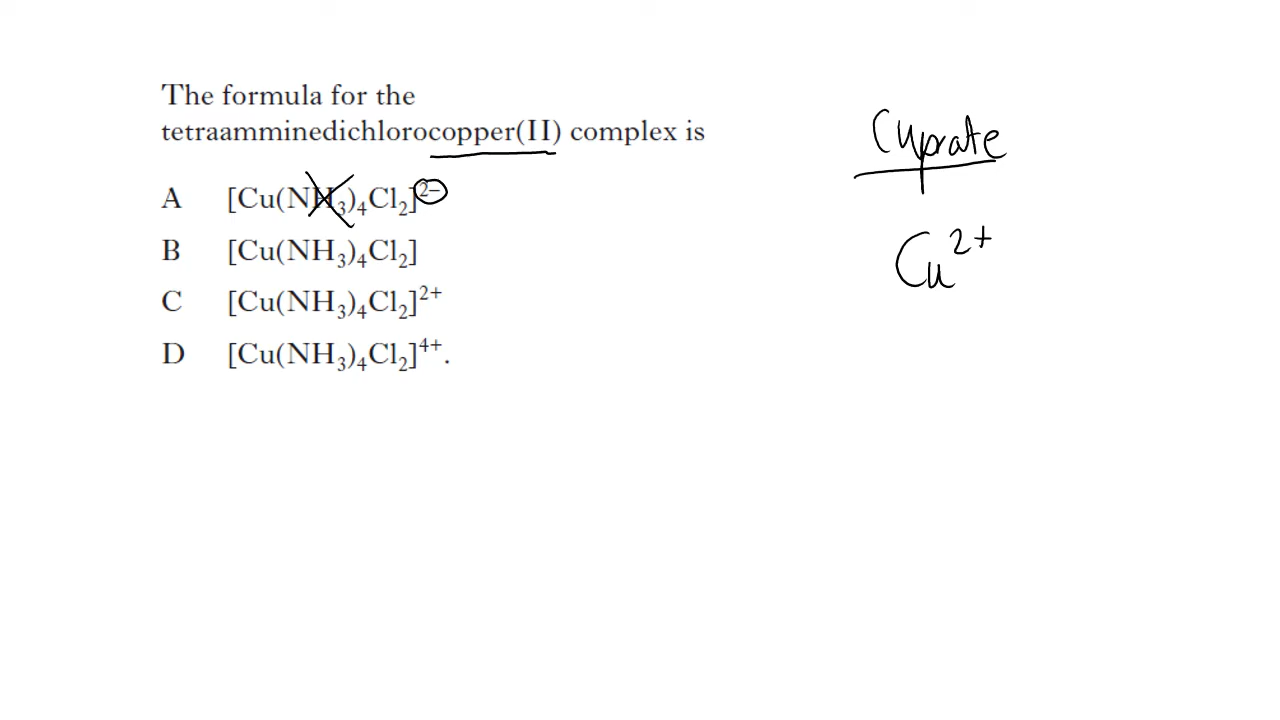 The formula for the
tetraamminedichlorocopper(II) complex is
A [Cu(NH₃)₄Cl₂]²⁻
B [Cu(NH₃)₄Cl₂]
C [Cu(NH₃)₄Cl₂]²⁺
D [Cu(NH₃)₄Cl₂]⁴⁺.
Cuprate
Cu²⁺